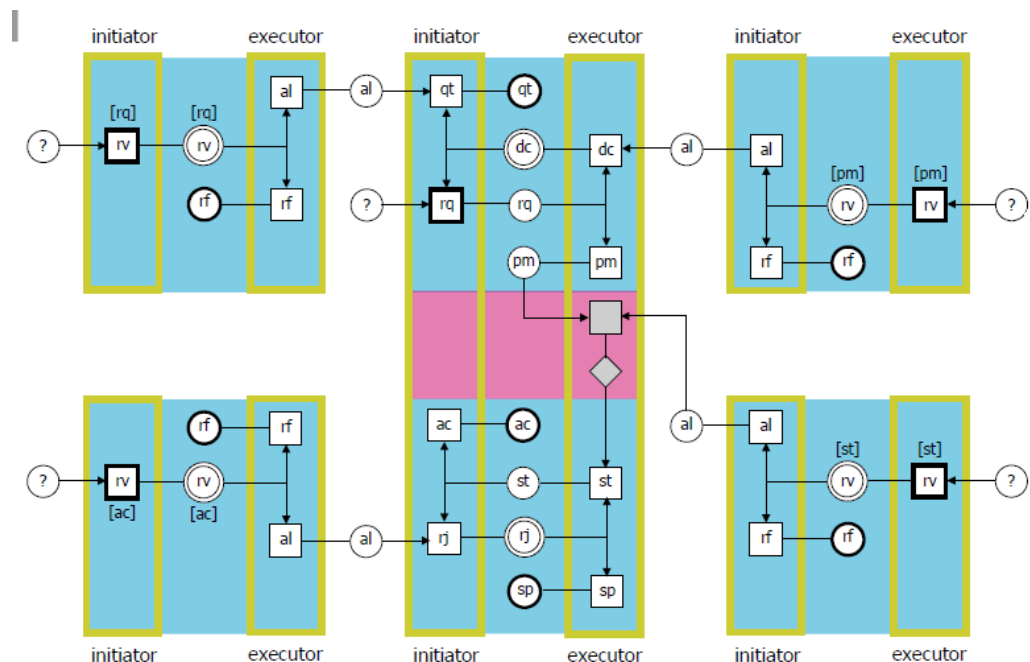 initiator executor initiator executor initiator executor
al al qt qt
[rq] [rq]
? rv rv dc dc al al
[pm] [pm]
rf rf ? rq rq rv rv ?
pm pm rf rf
rf rf ac ac al al
[st] [st]
? rv rv st st rv rv ?
[ac] [ac]
al al rj rj rf rf
sp sp
initiator executor initiator executor initiator executor